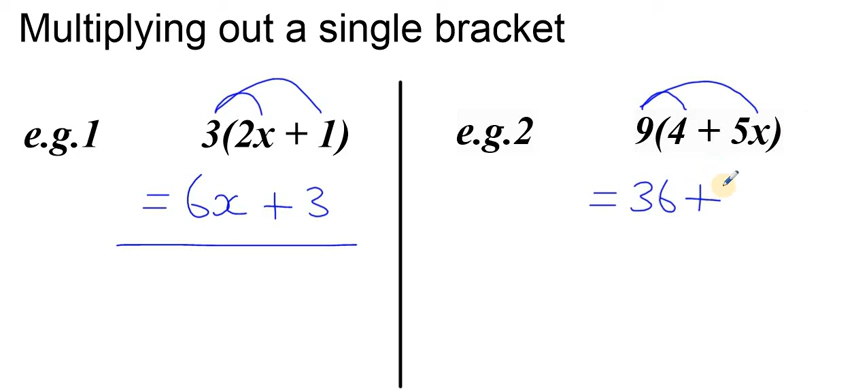 Multiplying out a single bracket
e.g.1
3(2x + 1)
= 6x + 3
e.g.2
9(4 + 5x)
= 36 +